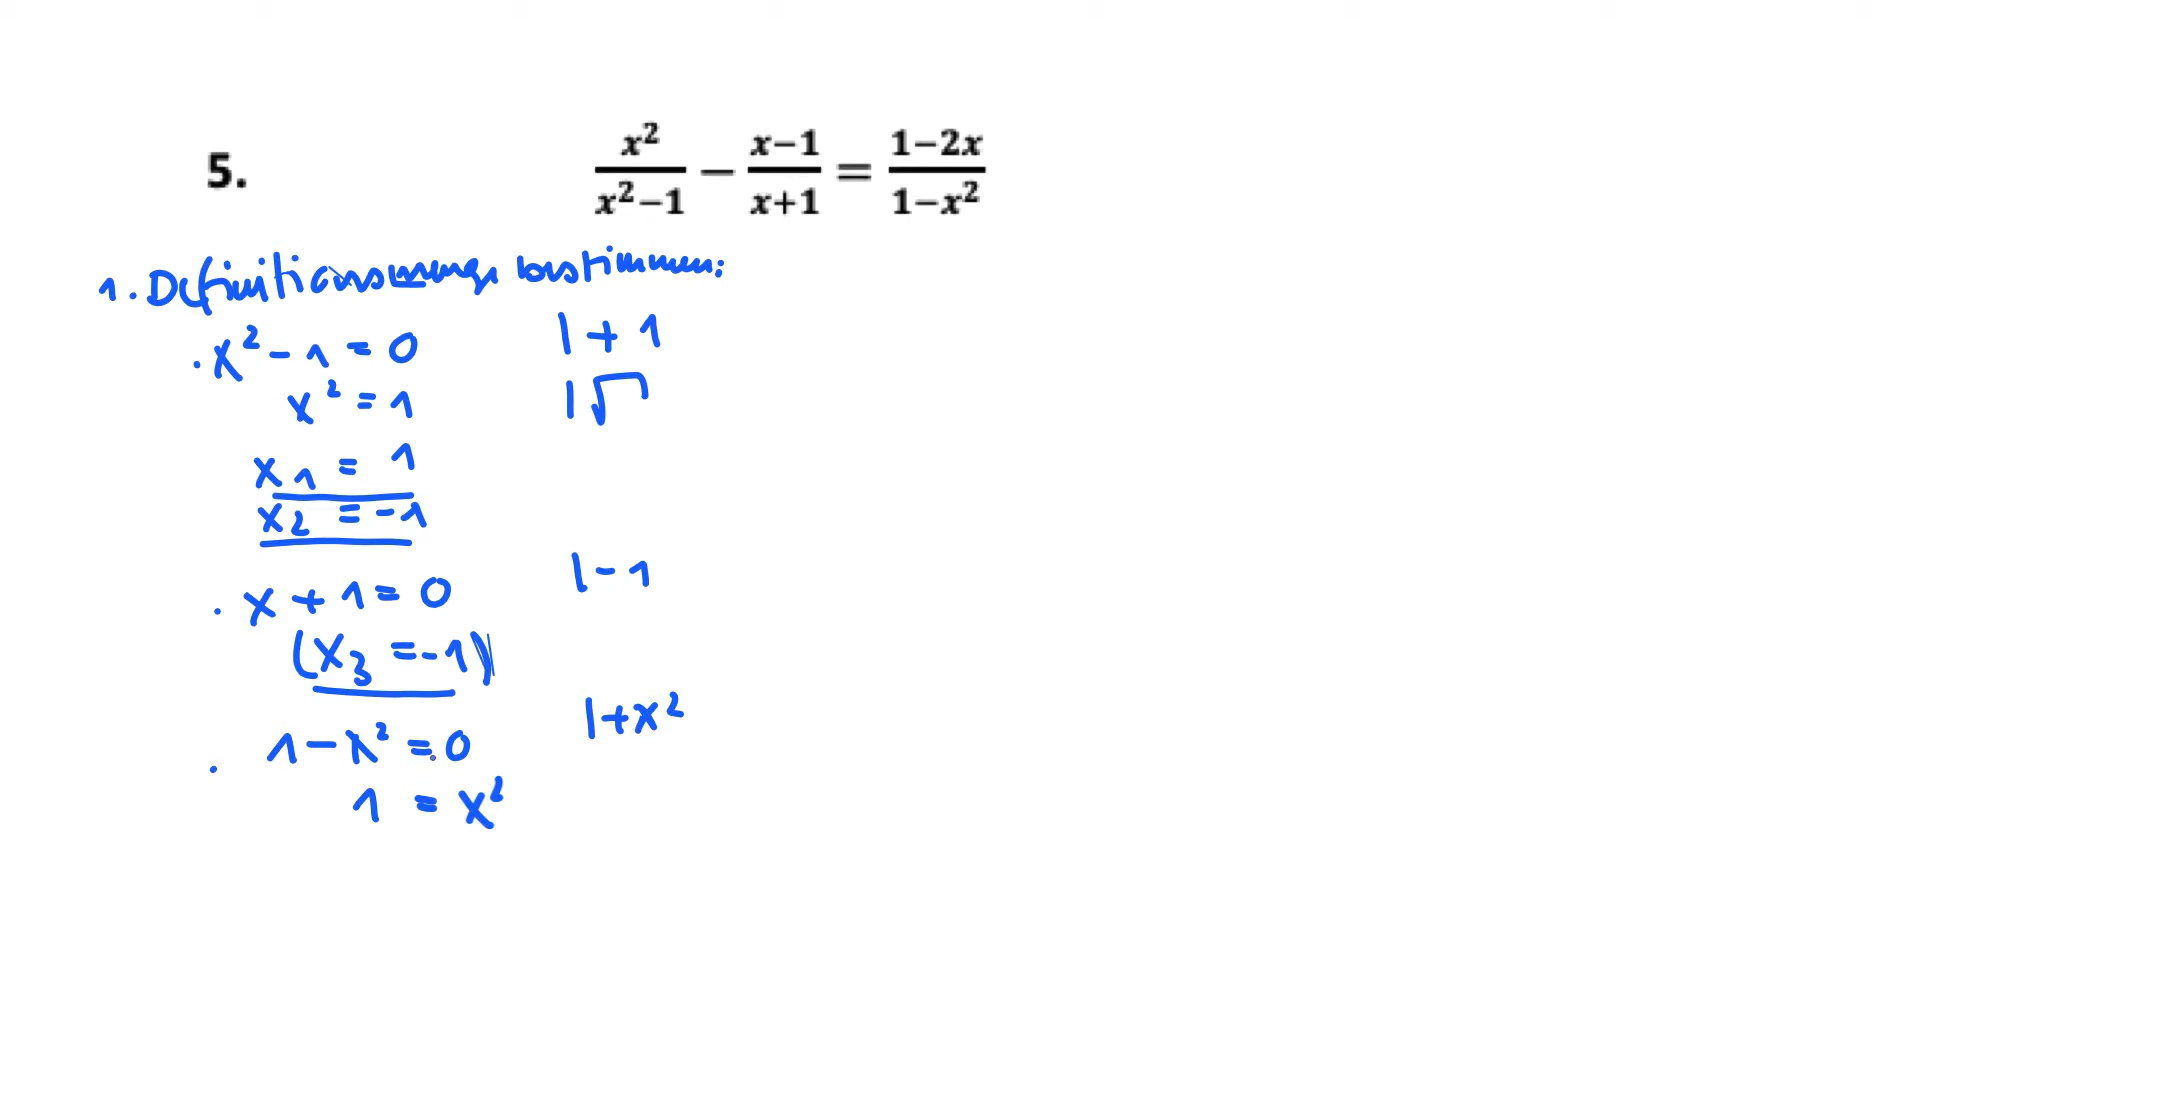 5. x²/(x²−1) − (x−1)/(x+1) = (1−2x)/(1−x²)
1. Definitionsmenge bestimmen:
· x² - 1 = 0 | + 1
x² = 1 | √
x₁ = 1
x₂ = -1
· x + 1 = 0 | - 1
(x₃ = -1)
· 1 - x² = 0 | + x²
1 = x²